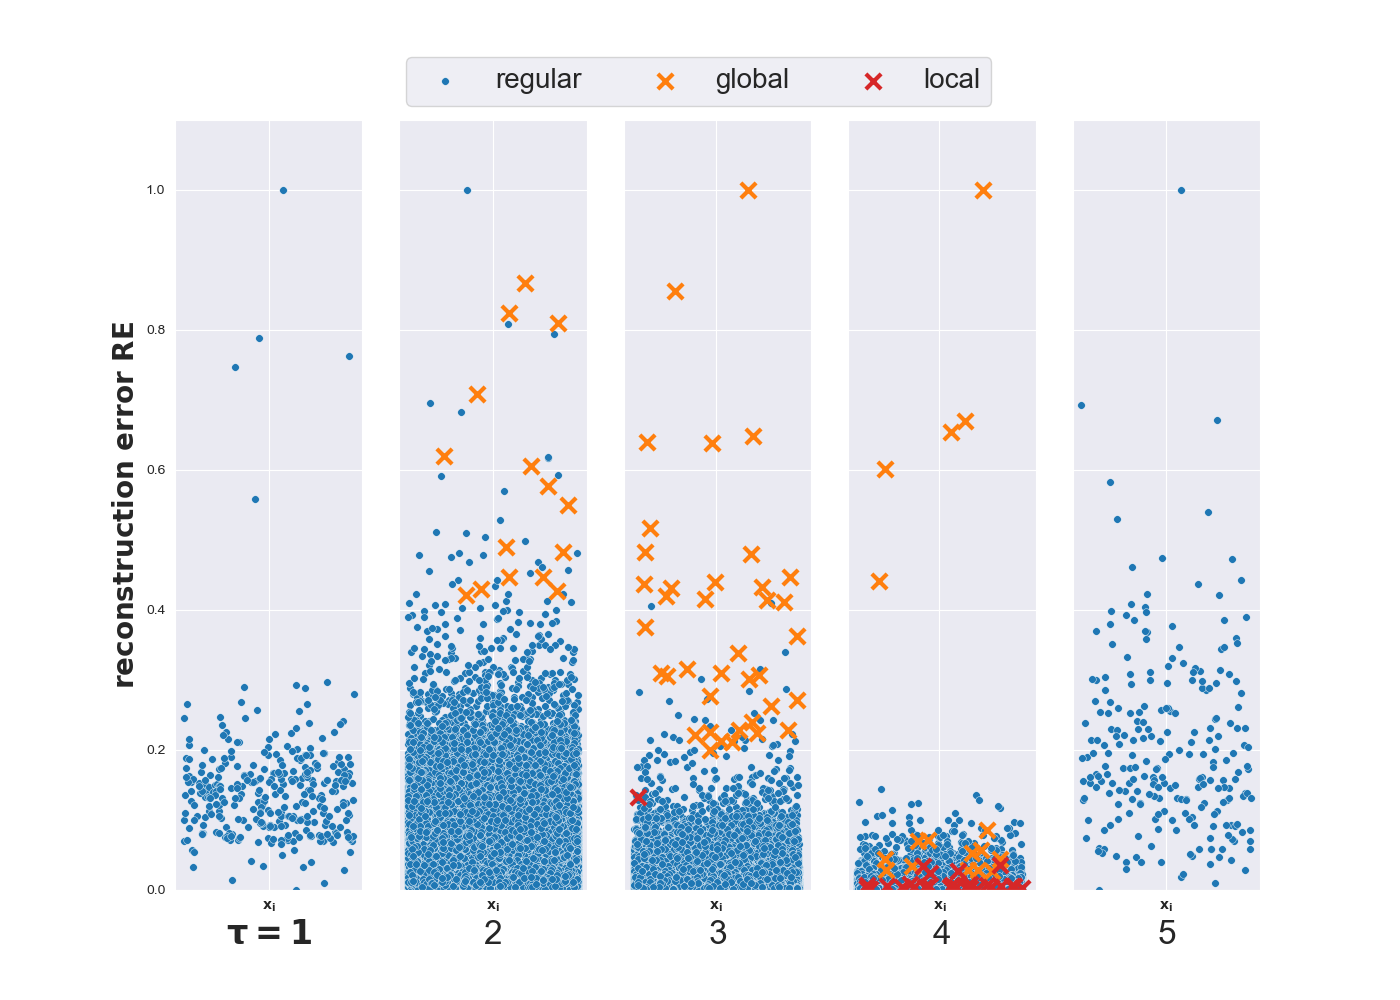 regular global local
reconstruction error RE
1.0
0.8
0.6
0.4
0.2
0.0
xᵢ xᵢ xᵢ xᵢ xᵢ
τ = 1 2 3 4 5